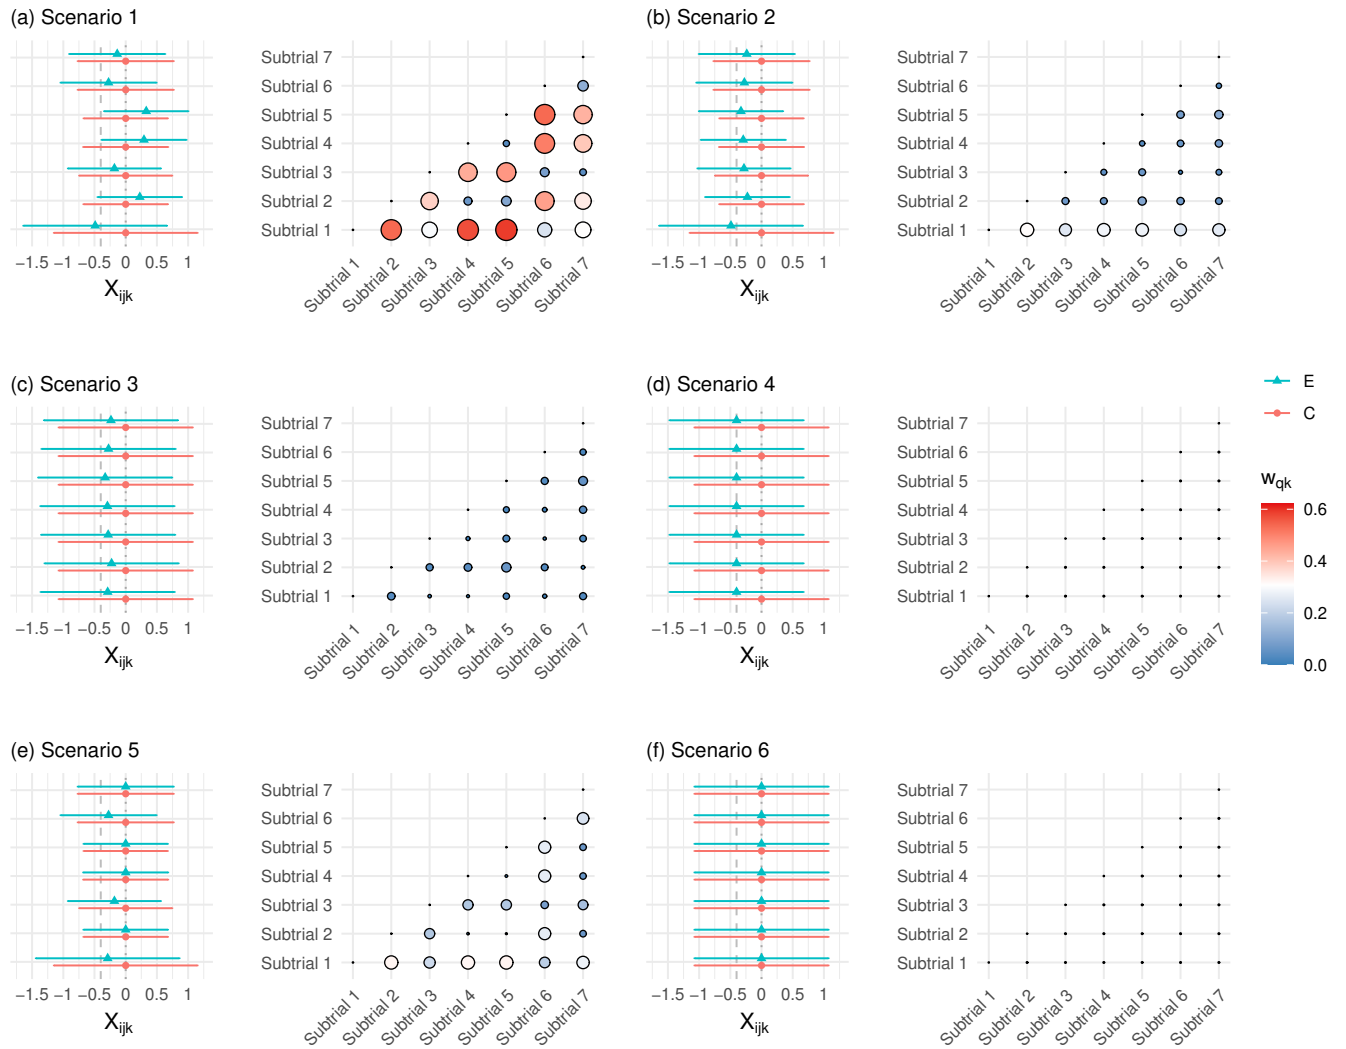 (a) Scenario 1
Subtrial 7
Subtrial 6
Subtrial 5
Subtrial 4
Subtrial 3
Subtrial 2
Subtrial 1
−1.5 −1 −0.5 0 0.5 1
X_ijk
Subtrial 1 Subtrial 2 Subtrial 3 Subtrial 4 Subtrial 5 Subtrial 6 Subtrial 7
(b) Scenario 2
Subtrial 7
Subtrial 6
Subtrial 5
Subtrial 4
Subtrial 3
Subtrial 2
Subtrial 1
−1.5 −1 −0.5 0 0.5 1
X_ijk
Subtrial 1 Subtrial 2 Subtrial 3 Subtrial 4 Subtrial 5 Subtrial 6 Subtrial 7
(c) Scenario 3
Subtrial 7
Subtrial 6
Subtrial 5
Subtrial 4
Subtrial 3
Subtrial 2
Subtrial 1
−1.5 −1 −0.5 0 0.5 1
X_ijk
Subtrial 1 Subtrial 2 Subtrial 3 Subtrial 4 Subtrial 5 Subtrial 6 Subtrial 7
(d) Scenario 4
Subtrial 7
Subtrial 6
Subtrial 5
Subtrial 4
Subtrial 3
Subtrial 2
Subtrial 1
−1.5 −1 −0.5 0 0.5 1
X_ijk
Subtrial 1 Subtrial 2 Subtrial 3 Subtrial 4 Subtrial 5 Subtrial 6 Subtrial 7
E
C
w_qk
0.6
0.4
0.2
0.0
(e) Scenario 5
Subtrial 7
Subtrial 6
Subtrial 5
Subtrial 4
Subtrial 3
Subtrial 2
Subtrial 1
−1.5 −1 −0.5 0 0.5 1
X_ijk
Subtrial 1 Subtrial 2 Subtrial 3 Subtrial 4 Subtrial 5 Subtrial 6 Subtrial 7
(f) Scenario 6
Subtrial 7
Subtrial 6
Subtrial 5
Subtrial 4
Subtrial 3
Subtrial 2
Subtrial 1
−1.5 −1 −0.5 0 0.5 1
X_ijk
Subtrial 1 Subtrial 2 Subtrial 3 Subtrial 4 Subtrial 5 Subtrial 6 Subtrial 7